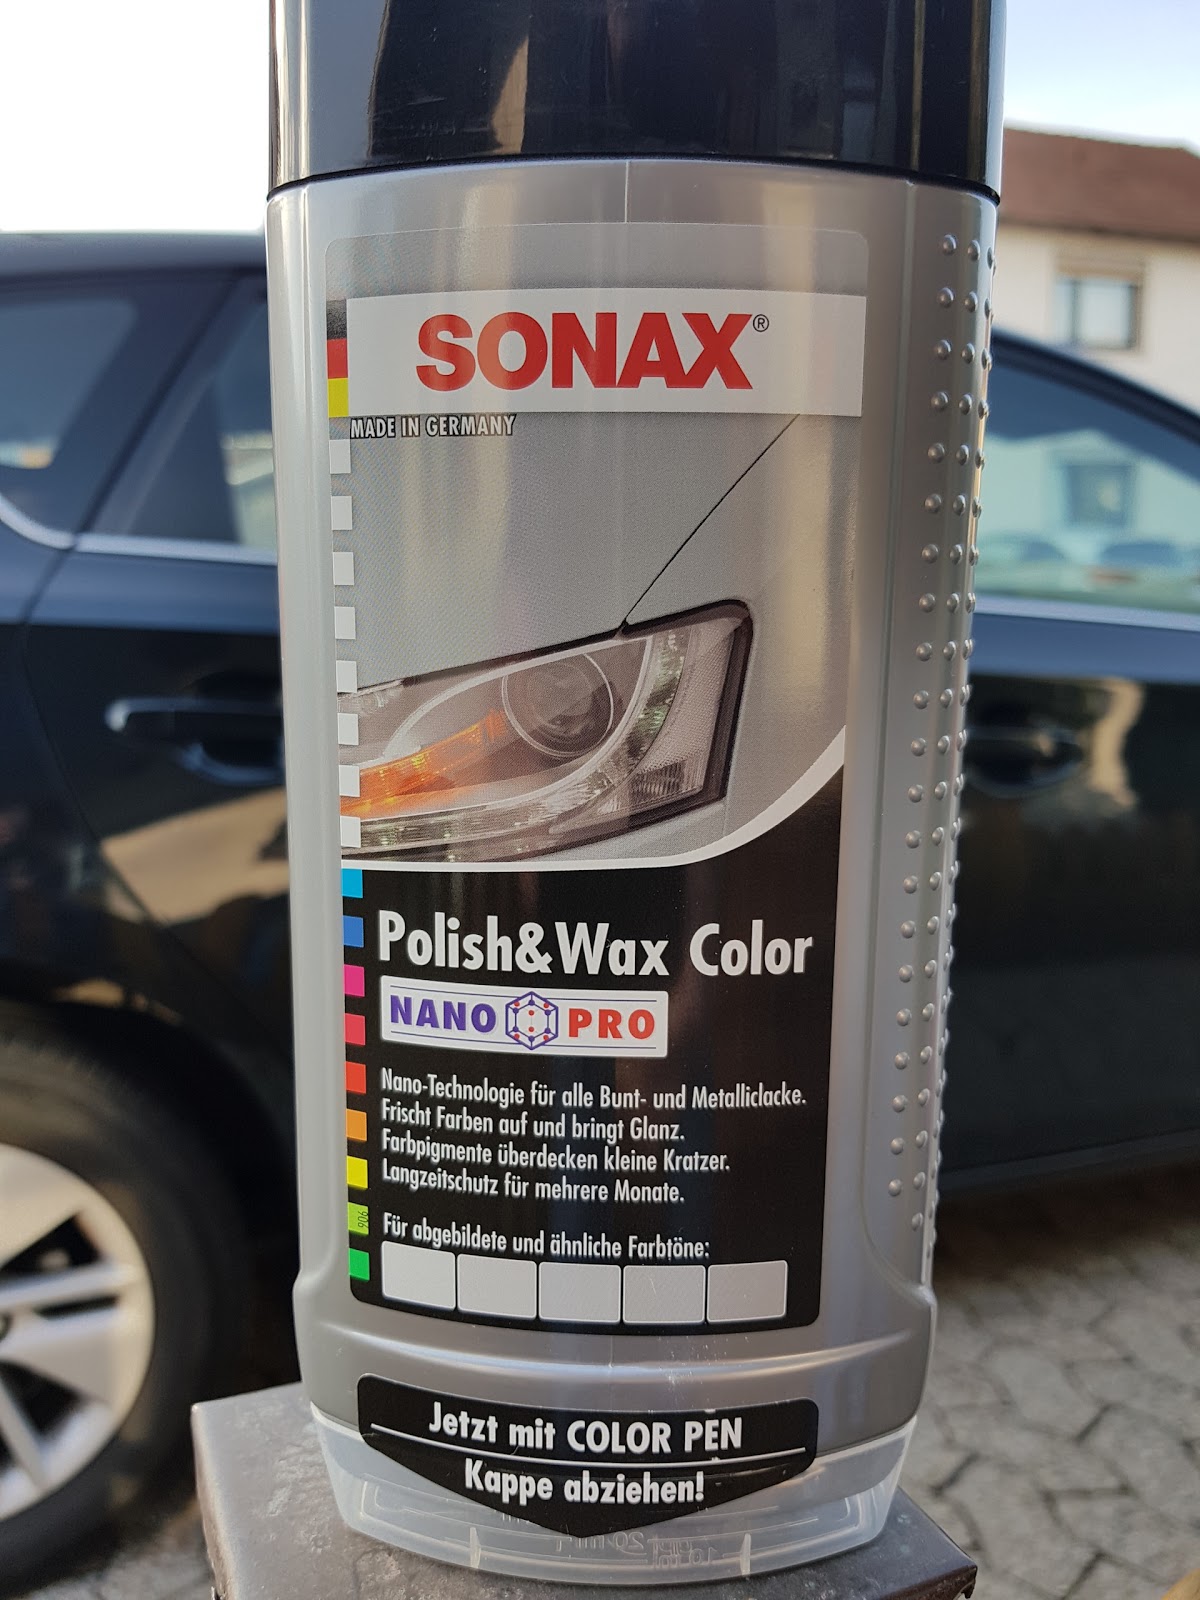 SONAX®
MADE IN GERMANY
Polish&Wax Color
NANO PRO
Nano-Technologie für alle Bunt- und Metalliclacke.
Frischt Farben auf und bringt Glanz.
Farbpigmente überdecken kleine Kratzer.
Langzeitschutz für mehrere Monate.
906
Für abgebildete und ähnliche Farbtöne:
Jetzt mit COLOR PEN
Kappe abziehen!